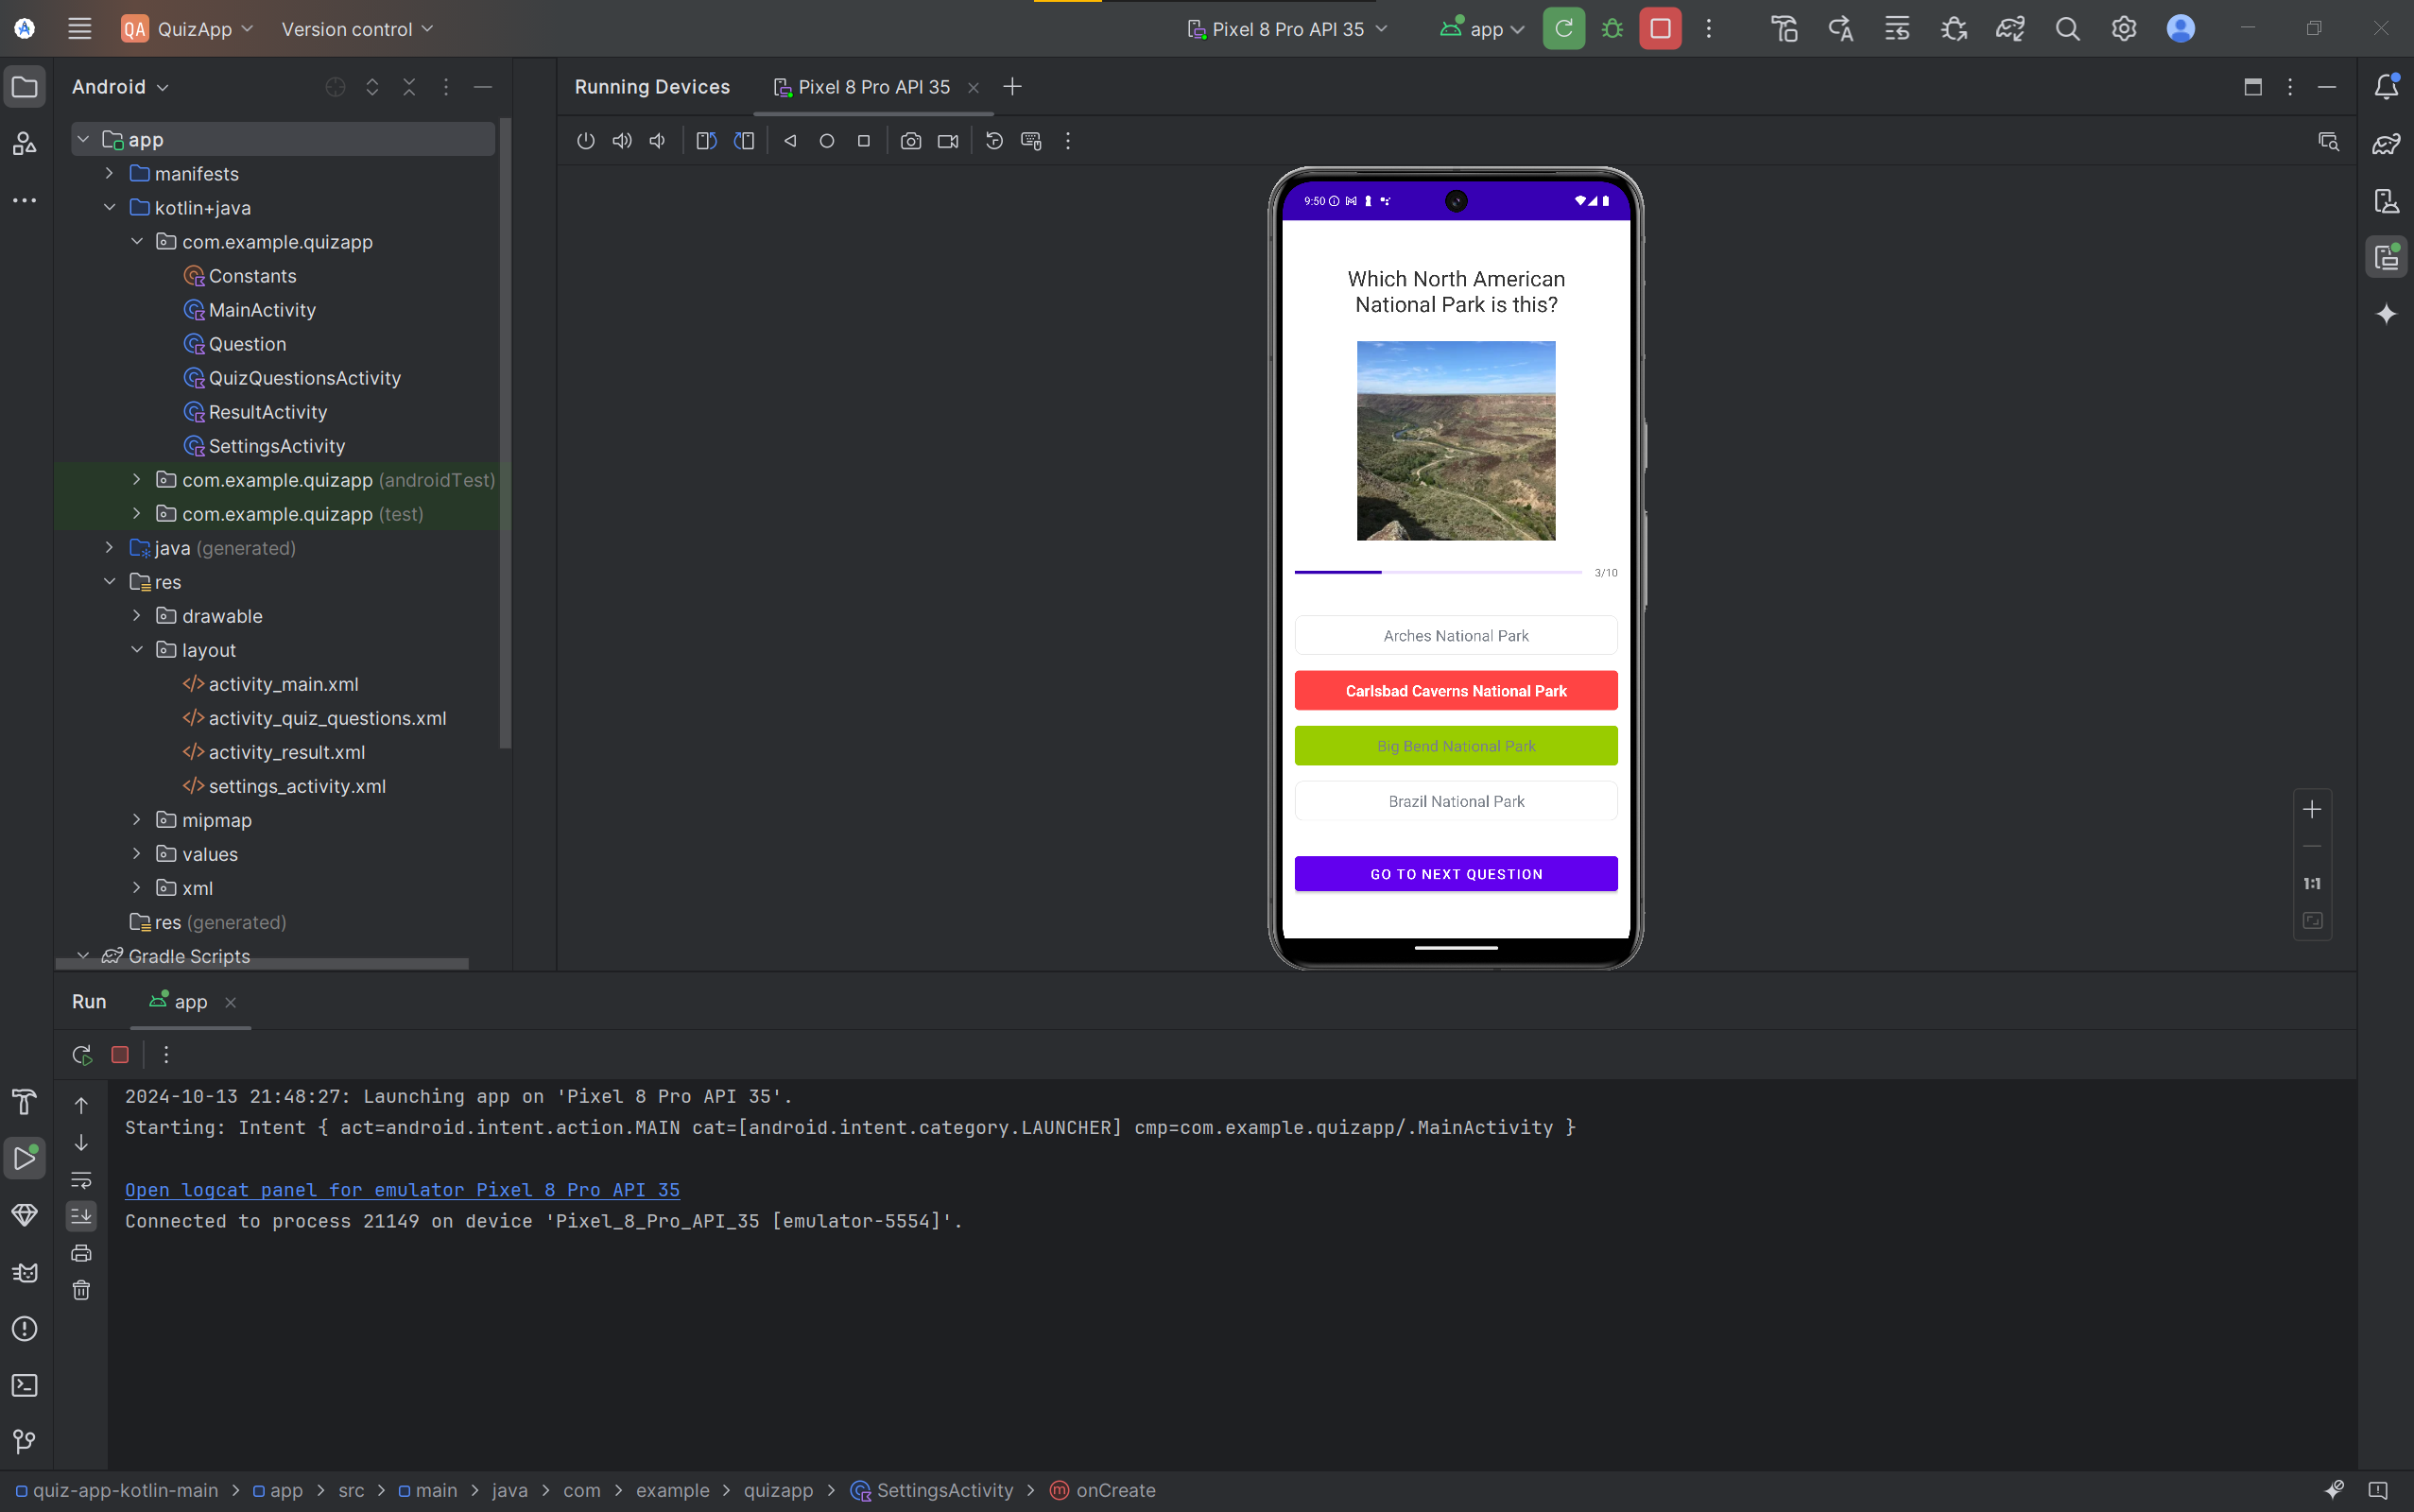 QA QuizApp Version control Pixel 8 Pro API 35 app
Android
app
manifests
kotlin+java
com.example.quizapp
Constants
MainActivity
Question
QuizQuestionsActivity
ResultActivity
SettingsActivity
com.example.quizapp (androidTest)
com.example.quizapp (test)
java (generated)
res
drawable
layout
activity_main.xml
activity_quiz_questions.xml
activity_result.xml
settings_activity.xml
mipmap
values
xml
res (generated)
Gradle Scripts
Running Devices Pixel 8 Pro API 35
9:50
Which North American
National Park is this?
3/10
Arches National Park
Carlsbad Caverns National Park
Big Bend National Park
Brazil National Park
GO TO NEXT QUESTION
1:1
Run app
2024-10-13 21:48:27: Launching app on 'Pixel 8 Pro API 35'.
Starting: Intent { act=android.intent.action.MAIN cat=[android.intent.category.LAUNCHER] cmp=com.example.quizapp/.MainActivity }
Open logcat panel for emulator Pixel 8 Pro API 35
Connected to process 21149 on device 'Pixel_8_Pro_API_35 [emulator-5554]'.
quiz-app-kotlin-main > app > src > main > java > com > example > quizapp > SettingsActivity > onCreate